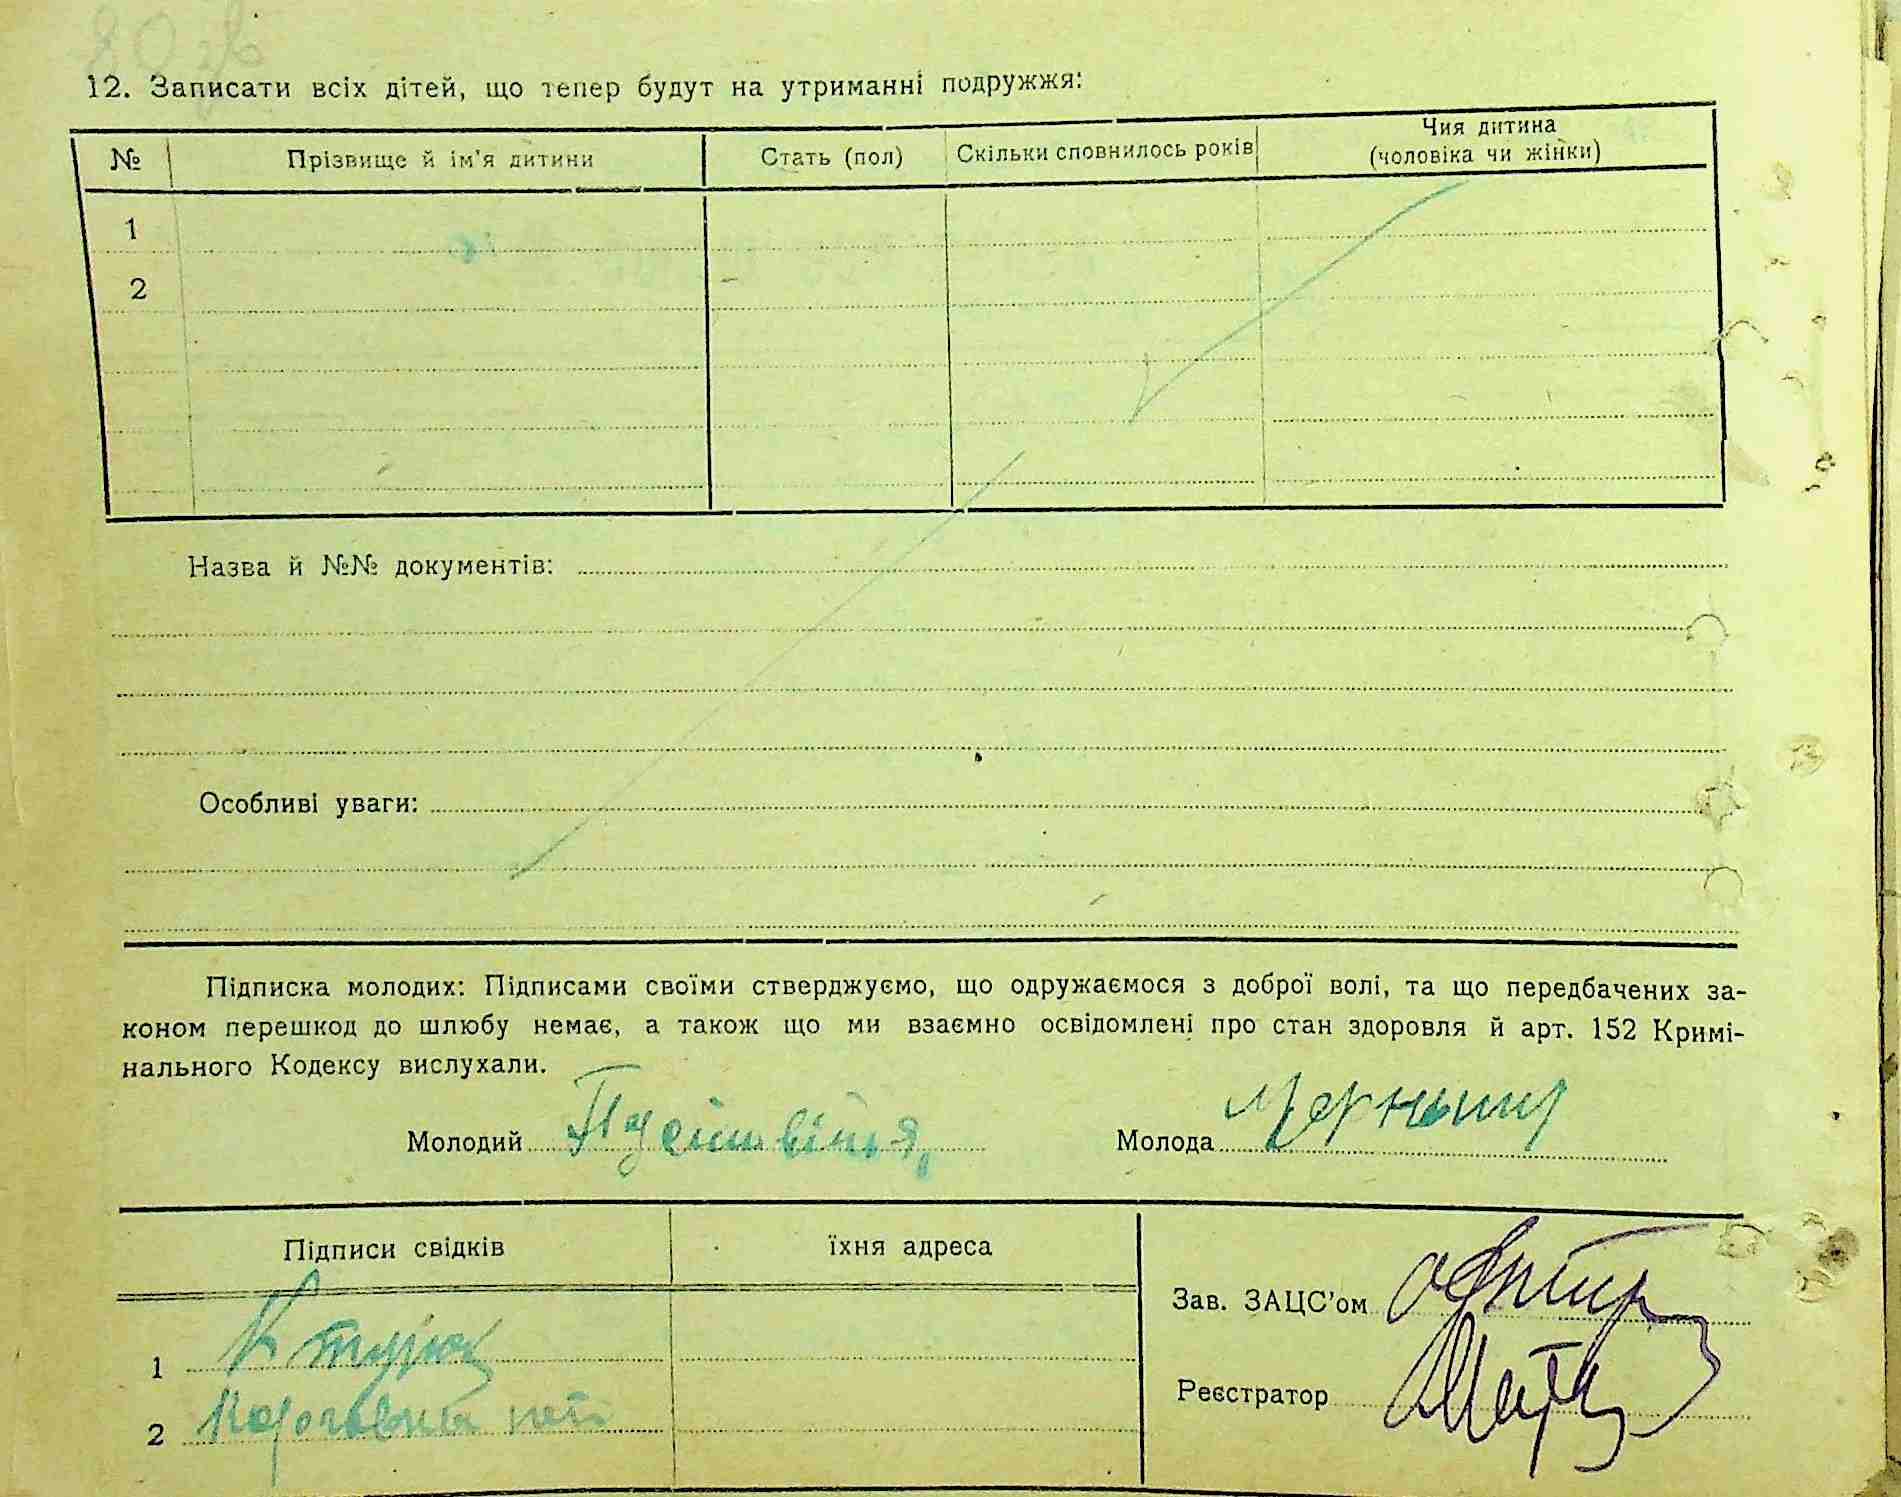 12. Записати всіх дітей, що тепер будут на утриманні подружжя:
№ Прізвище й ім'я дитини Стать (пол) Скільки сповнилось років Чия дитина (чоловіка чи жінки)
1
2
Назва й №№ документів:
Особливі уваги:
Підписка молодих: Підписами своїми стверджуємо, що одружаємося з доброї волі, та що передбачених за-
коном перешкод до шлюбу немає, а також що ми взаємно освідомлені про стан здоровля й арт. 152 Кримі-
нального Кодексу вислухали.
Молодий Молода
Підписи свідків їхня адреса
Зав. ЗАЦС'ом
1
Реєстратор
2